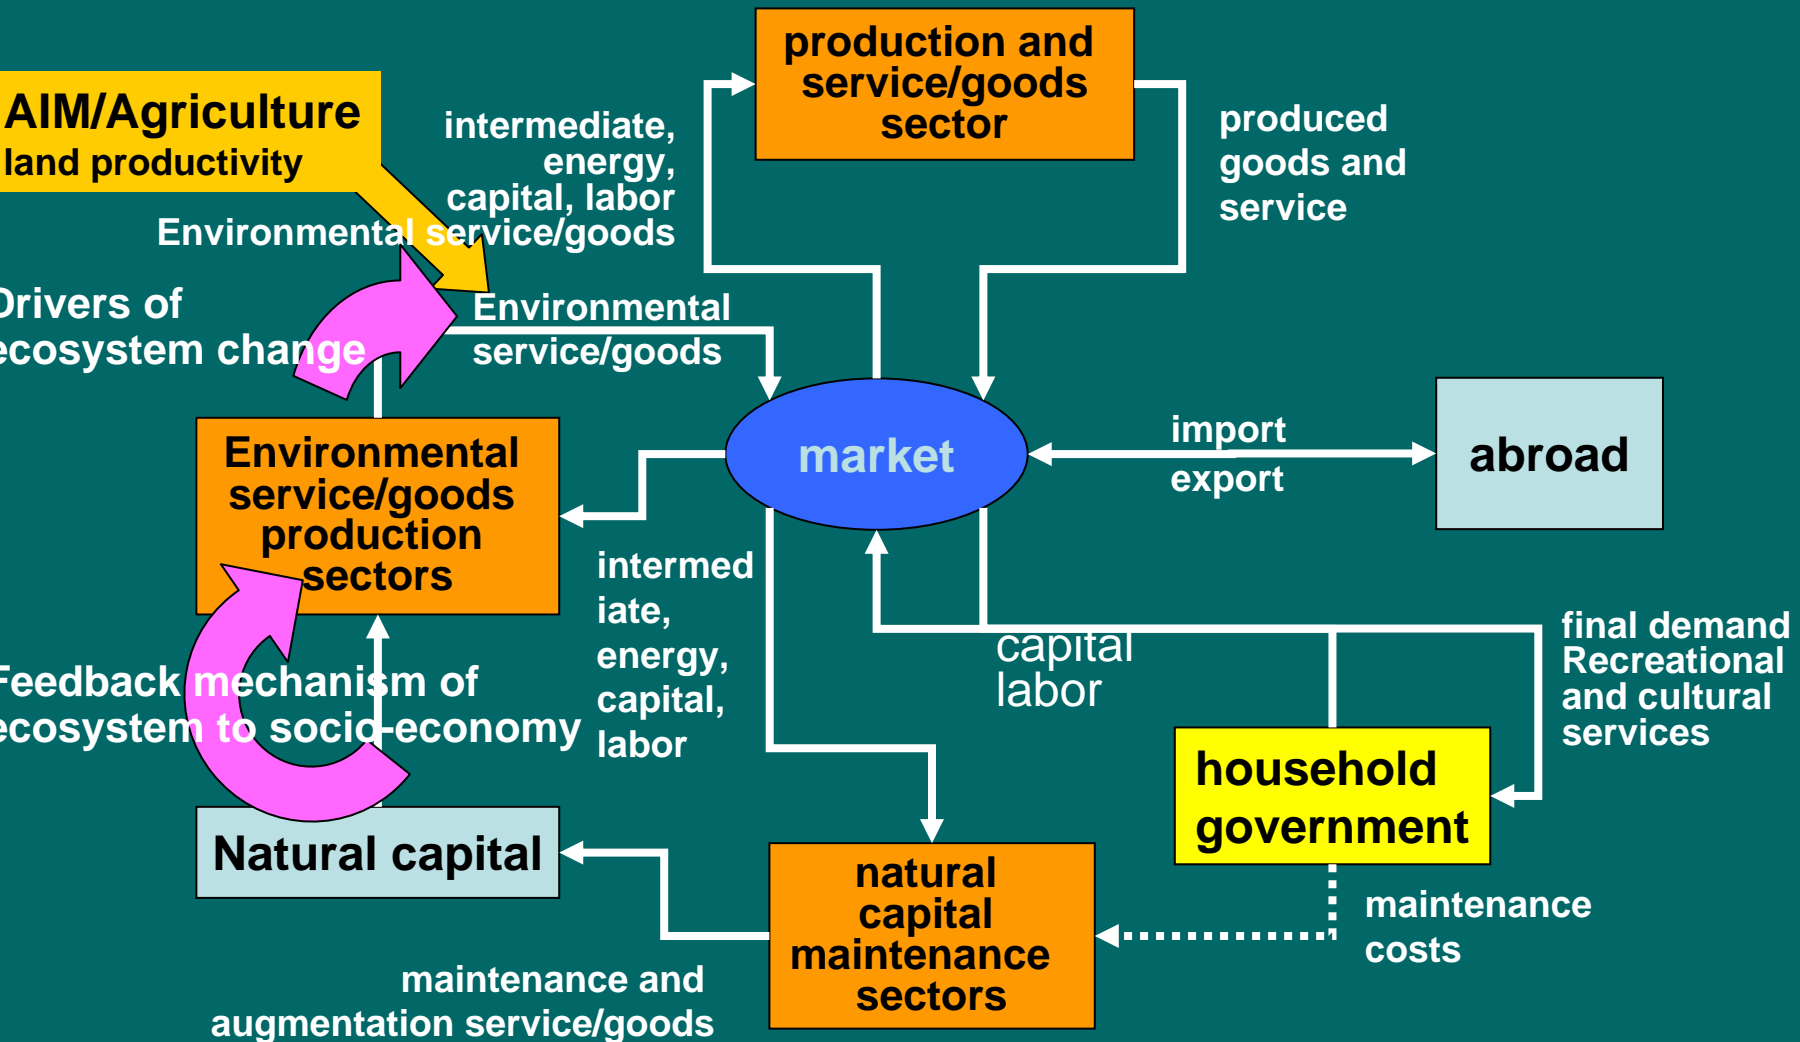 production and
service/goods
sector
AIM/Agriculture
land productivity
intermediate,
energy,
capital, labor
Environmental service/goods
produced
goods and
service
Drivers of
ecosystem change
Environmental
service/goods
Environmental
service/goods
production
sectors
market
import
export
abroad
intermed
iate,
energy,
capital,
labor
capital
labor
final demand
Recreational
and cultural
services
Feedback mechanism of
ecosystem to socio-economy
household
government
Natural capital
natural
capital
maintenance
sectors
maintenance
costs
maintenance and
augmentation service/goods